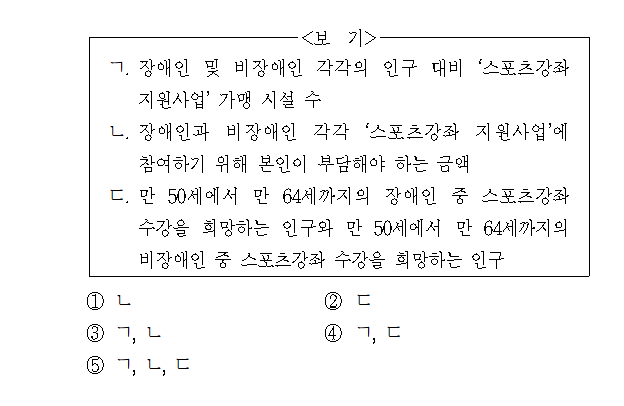 <보 기>
ㄱ. 장애인 및 비장애인 각각의 인구 대비 ‘스포츠강좌
지원사업’ 가맹 시설 수
ㄴ. 장애인과 비장애인 각각 ‘스포츠강좌 지원사업’에
참여하기 위해 본인이 부담해야 하는 금액
ㄷ. 만 50세에서 만 64세까지의 장애인 중 스포츠강좌
수강을 희망하는 인구와 만 50세에서 만 64세까지의
비장애인 중 스포츠강좌 수강을 희망하는 인구
① ㄴ ② ㄷ
③ ㄱ, ㄴ ④ ㄱ, ㄷ
⑤ ㄱ, ㄴ, ㄷ